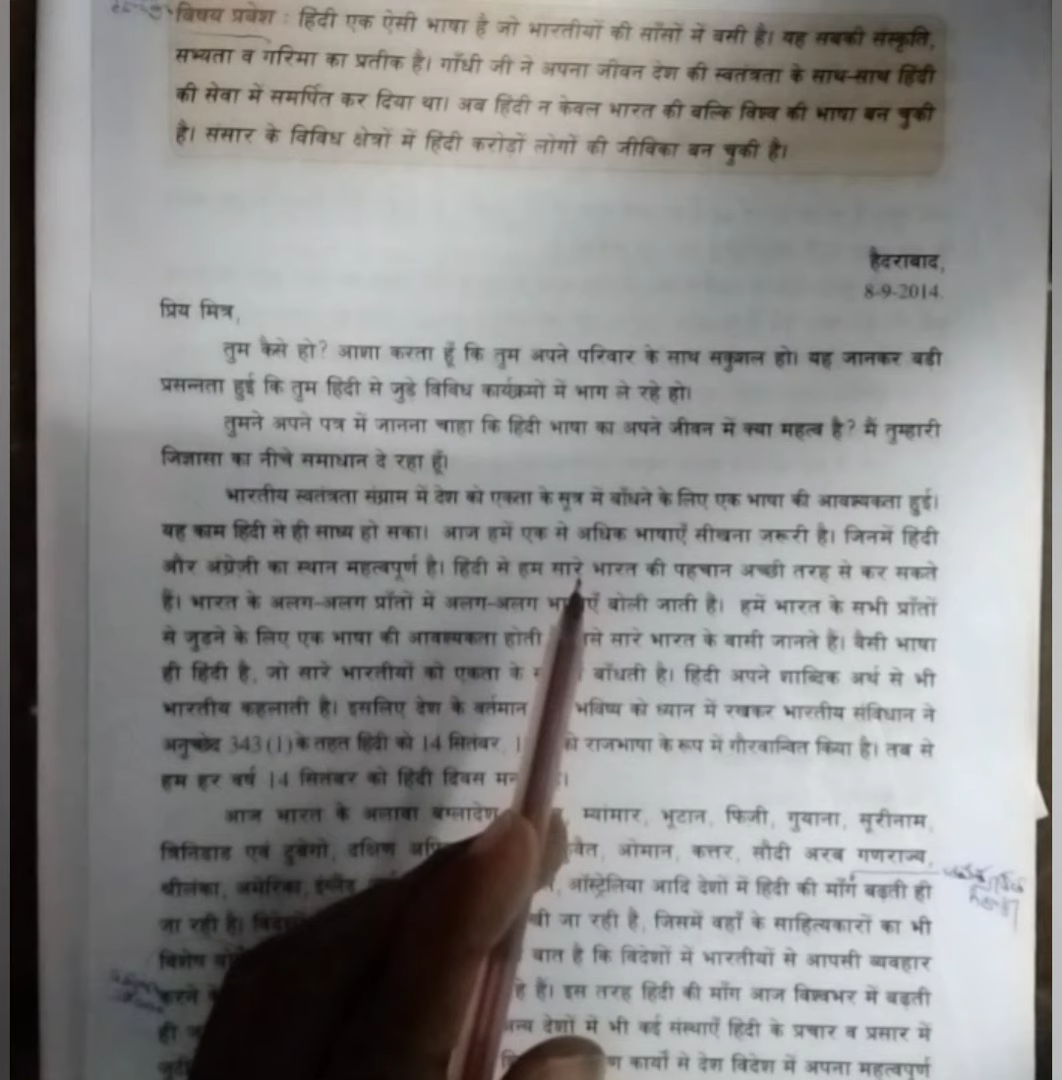 विषय प्रवेश : हिंदी एक ऐसी भाषा है जो भारतीयों की साँसों में बसी है। यह सबकी संस्कृति,
सभ्यता व गरिमा का प्रतीक है। गाँधी जी ने अपना जीवन देश की स्वतंत्रता के साथ-साथ हिंदी
की सेवा में समर्पित कर दिया था। अब हिंदी न केवल भारत की बल्कि विश्व की भाषा बन चुकी
है। संसार के विविध क्षेत्रों में हिंदी करोड़ों लोगों की जीविका बन चुकी है।
हैदराबाद,
8-9-2014.
प्रिय मित्र,
तुम कैसे हो? आशा करता हूँ कि तुम अपने परिवार के साथ सकुशल हो। यह जानकर बड़ी
प्रसन्नता हुई कि तुम हिंदी से जुड़े विविध कार्यक्रमों में भाग ले रहे हो।
तुमने अपने पत्र में जानना चाहा कि हिंदी भाषा का अपने जीवन में क्या महत्व है? मैं तुम्हारी
जिज्ञासा का नीचे समाधान दे रहा हूँ।
भारतीय स्वतंत्रता संग्राम में देश को एकता के सूत्र में बाँधने के लिए एक भाषा की आवश्यकता हुई।
यह काम हिंदी से ही साध्य हो सका। आज हमें एक से अधिक भाषाएँ सीखना ज़रूरी है। जिनमें हिंदी
और अंग्रेज़ी का स्थान महत्वपूर्ण है। हिंदी से हम सारे भारत की पहचान अच्छी तरह से कर सकते
हैं। भारत के अलग-अलग प्राँतों में अलग-अलग बोली जाती है। हमें भारत के सभी प्राँतों
से जुड़ने के लिए एक भाषा की आवश्यकता होती सारे भारत के वासी जानते हैं। वैसी भाषा
ही हिंदी है, जो सारे भारतीयों को एकता के बाँधती है। हिंदी अपने शाब्दिक अर्थ से भी
भारतीय कहलाती है। इसलिए देश के वर्तमान भविष्य को ध्यान में रखकर भारतीय संविधान ने
अनुच्छेद 343(1) के तहत हिंदी को 14 सितंबर, को राजभाषा के रूप में गौरवान्वित किया है। तब से
हम हर वर्ष 14 सितंबर को हिंदी दिवस
आज भारत के अलावा बंग्लादेश म्यांमार, भूटान, फिजी, गुयाना, सूरीनाम,
त्रिनिडाड एवं टुबेगो, दक्षिण ओमान, कत्तर, सौदी अरब गणराज्य,
श्रीलंका, अमेरिका, इंग्लैंड ऑस्ट्रेलिया आदि देशों में हिंदी की माँग बढ़ती ही
जा रही है। जा रही है, जिसमें वहाँ के साहित्यकारों का भी
विशेष बात है कि विदेशों में भारतीयों से आपसी व्यवहार
करने हैं। इस तरह हिंदी की माँग आज विश्वभर में बढ़ती
ही अन्य देशों में भी कई संस्थाएँ हिंदी के प्रचार व प्रसार में
कार्यों से देश विदेश में अपना महत्वपूर्ण